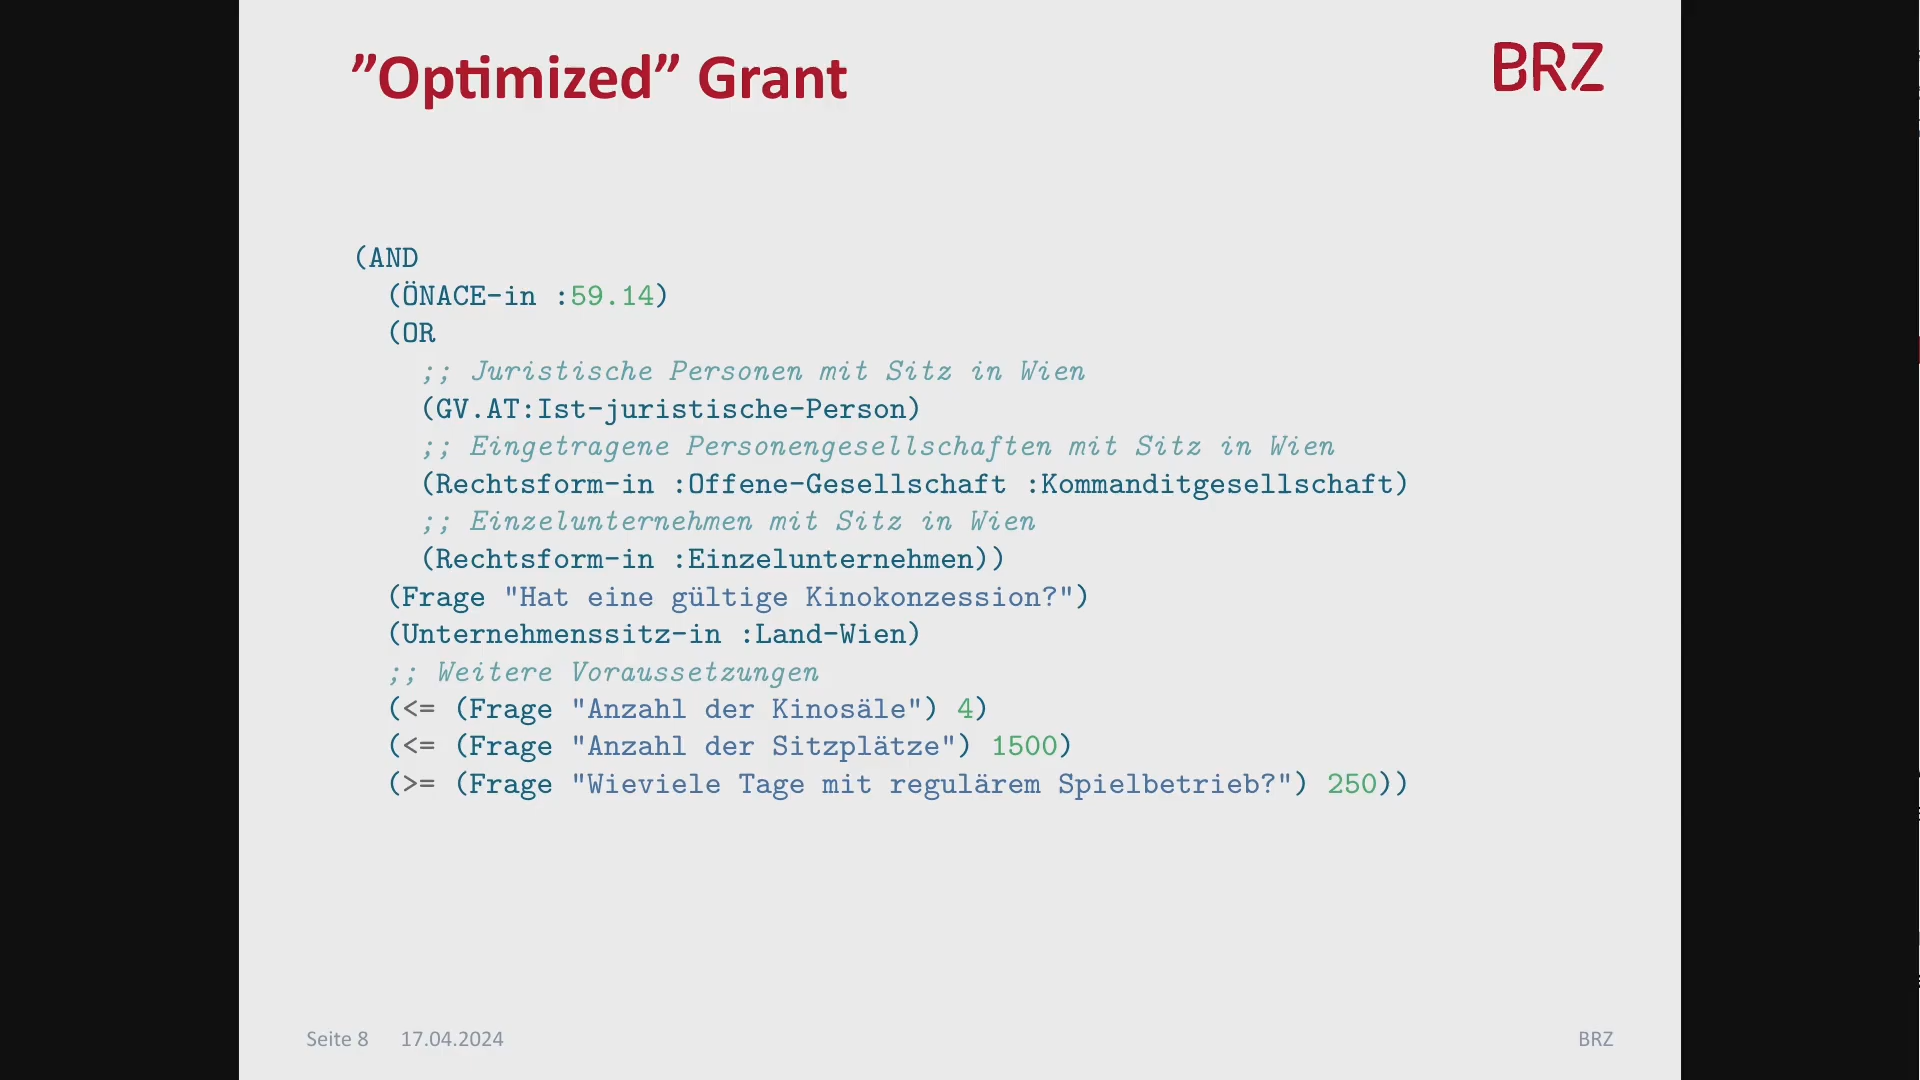 ”Optimized” Grant
BRZ
(AND
(ÖNACE-in :59.14)
(OR
;; Juristische Personen mit Sitz in Wien
(GV.AT:Ist-juristische-Person)
;; Eingetragene Personengesellschaften mit Sitz in Wien
(Rechtsform-in :Offene-Gesellschaft :Kommanditgesellschaft)
;; Einzelunternehmen mit Sitz in Wien
(Rechtsform-in :Einzelunternehmen))
(Frage "Hat eine gültige Kinokonzession?")
(Unternehmenssitz-in :Land-Wien)
;; Weitere Voraussetzungen
(<= (Frage "Anzahl der Kinosäle") 4)
(<= (Frage "Anzahl der Sitzplätze") 1500)
(>= (Frage "Wieviele Tage mit regulärem Spielbetrieb?") 250))
Seite 8 17.04.2024
BRZ